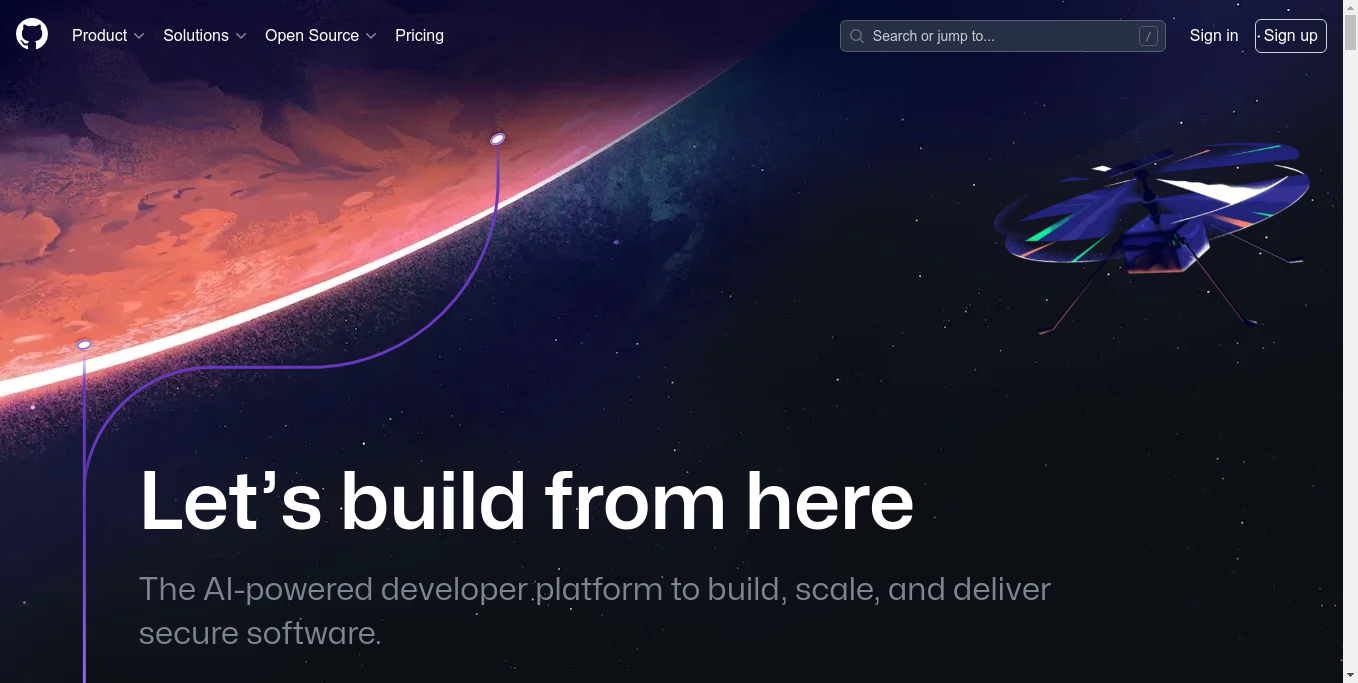 Product
Solutions
Open Source
Pricing
Search or jump to...
/
Sign in
Sign up
Let’s build from here
The AI-powered developer platform to build, scale, and deliver
secure software.